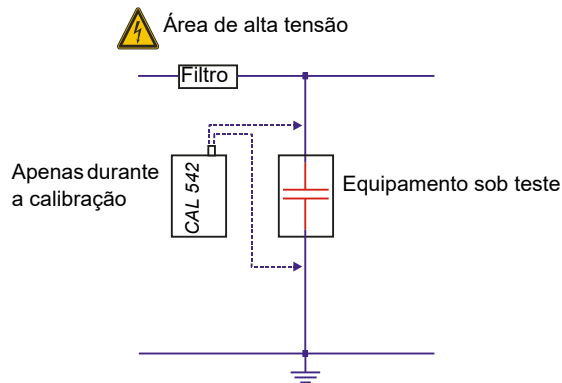 Área de alta tensão
Filtro
Apenas durante
a calibração
CAL 542
Equipamento sob teste